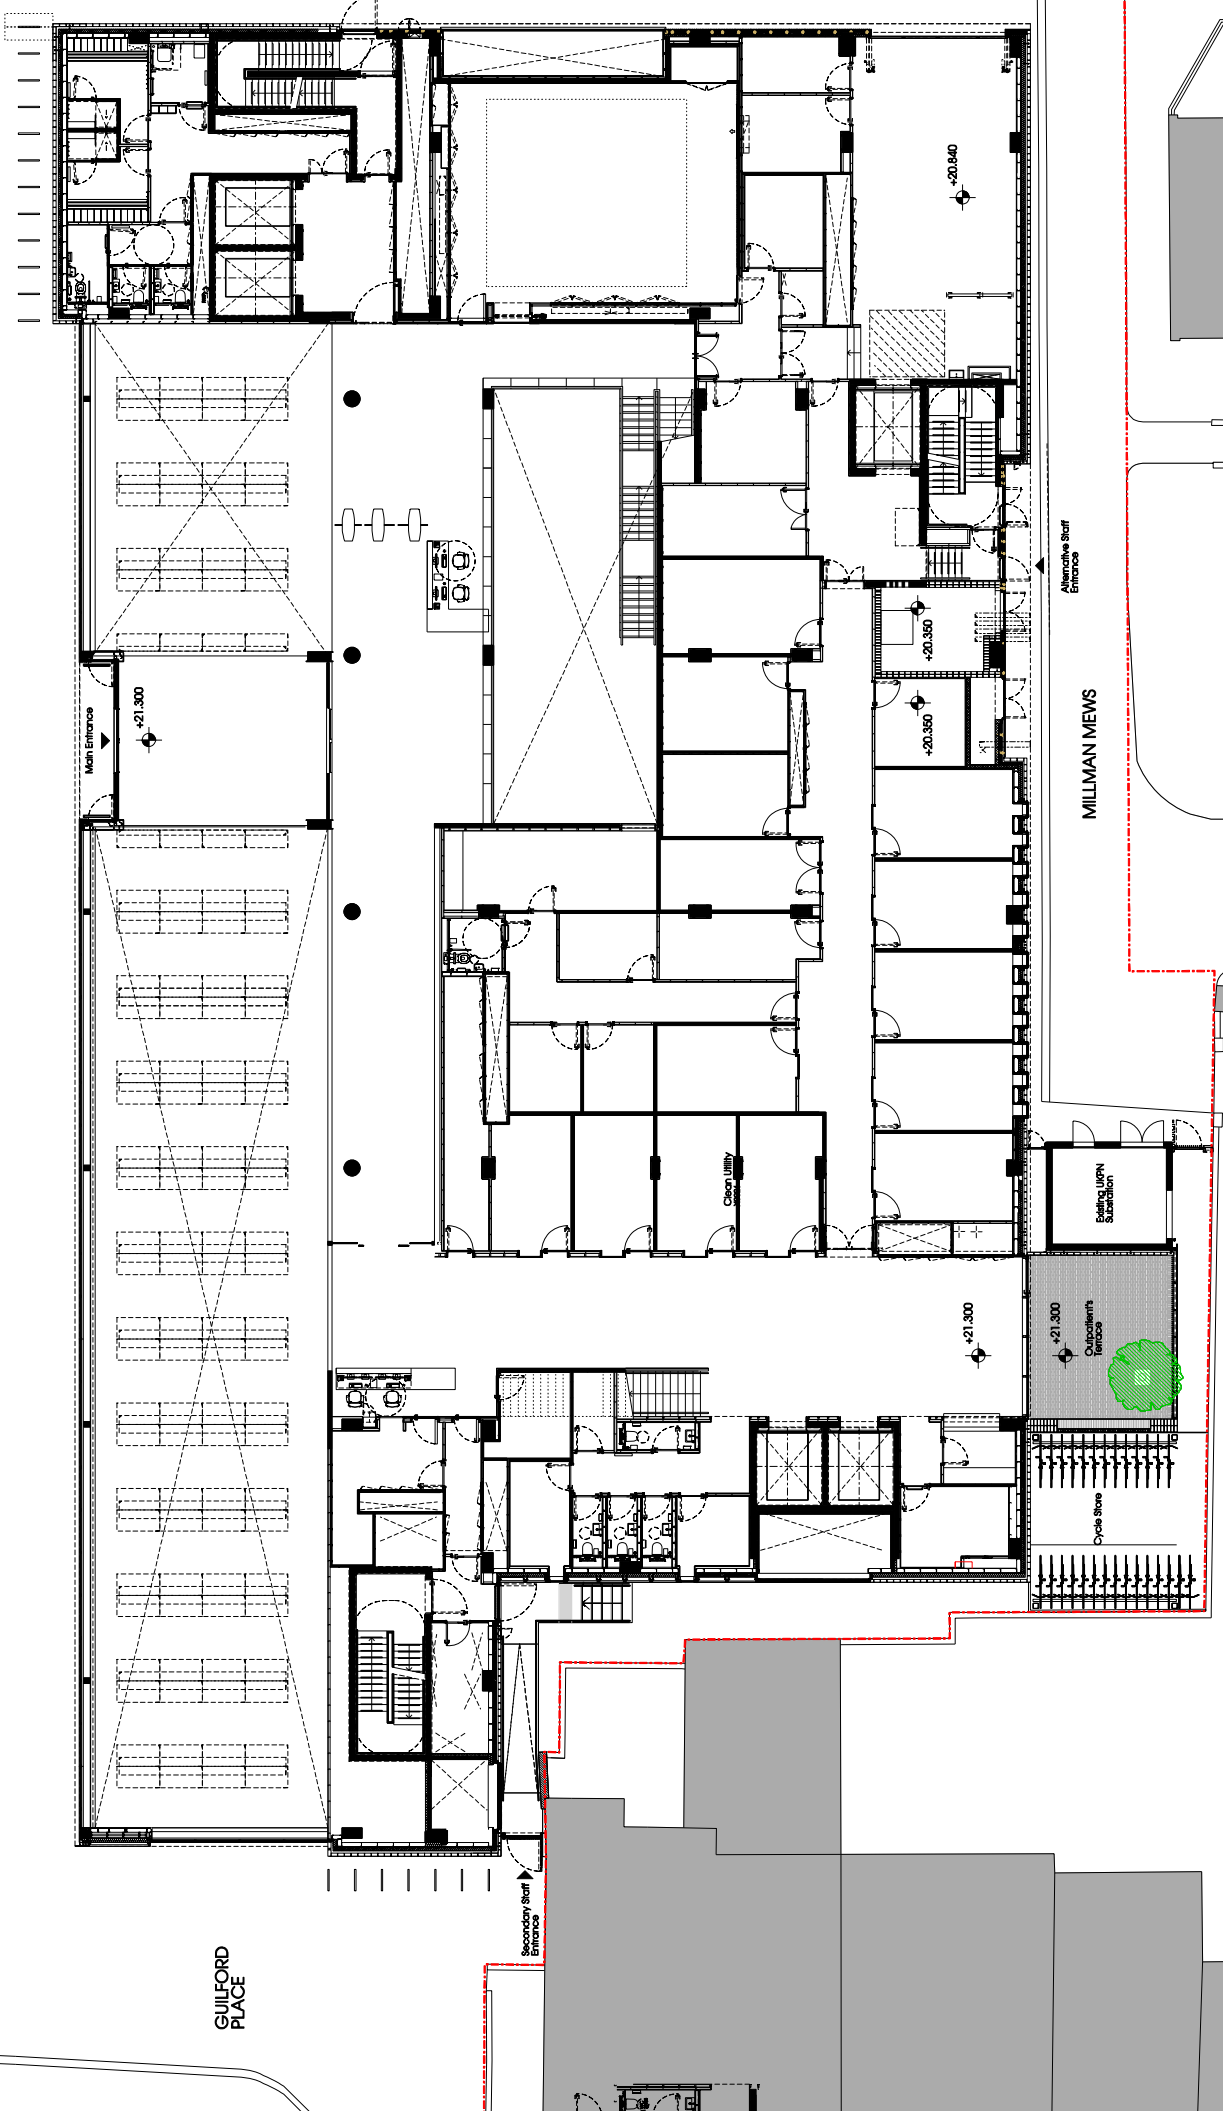 +20.840
Alternative Staff
Entrance
+20.350
+20.350
MILLMAN MEWS
+21.300
Main Entrance
Clean Utility
Existing UKPN
Substation
+21.300
+21.300
Outpatient's
Terrace
Cycle Store
Secondary Staff
Entrance
GUILFORD
PLACE